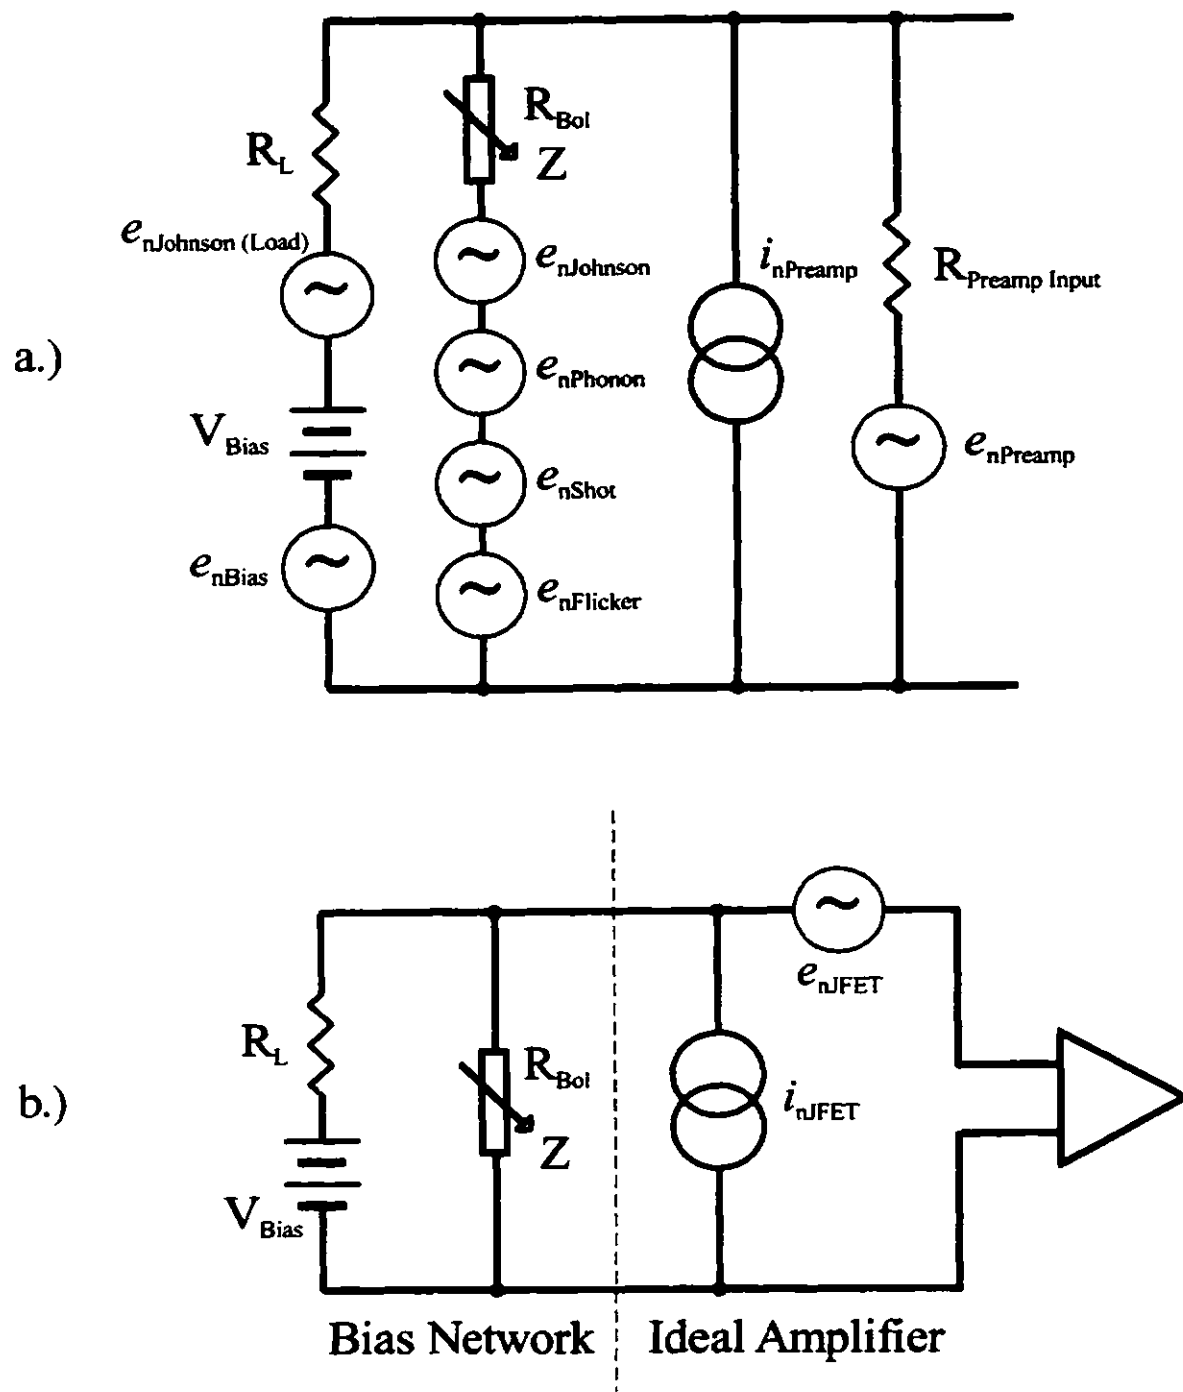 a.)
R_L
e_nJohnson (Load)
V_Bias
e_nBias
R_Bol
Z
e_nJohnson
e_nPhonon
e_nShot
e_nFlicker
i_nPreamp
R_Preamp Input
e_nPreamp
b.)
R_L
V_Bias
R_Bol
Z
e_nJFET
i_nJFET
Bias Network
Ideal Amplifier